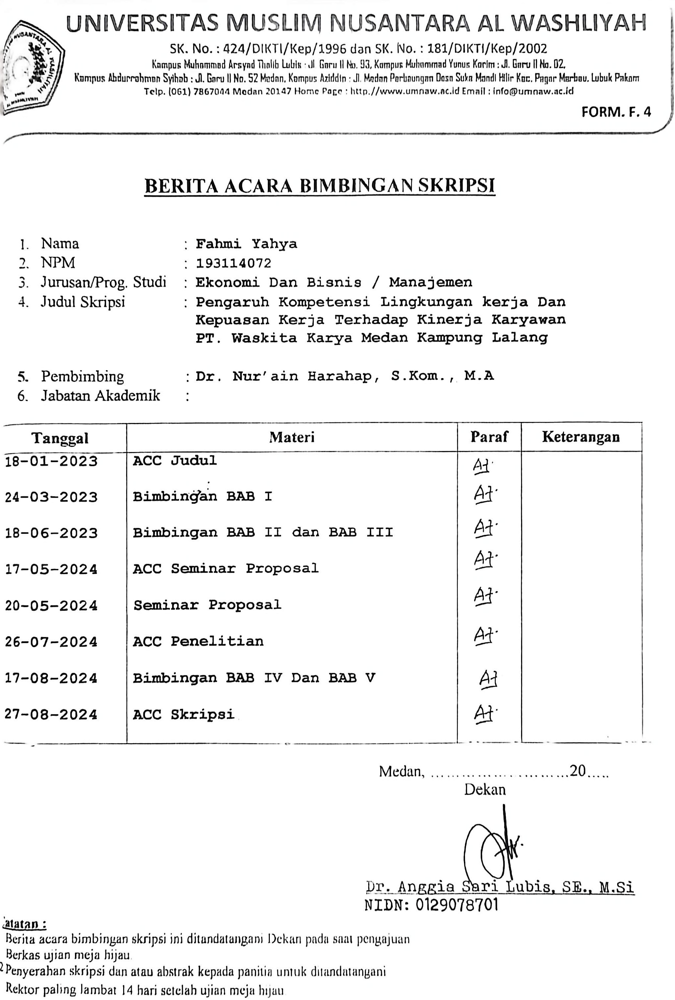 UNIVERSITAS MUSLIM NUSANTARA AL WASHLIYAH
SK. No. : 424/DIKTI/Kep/1996 dan SK. No. : 181/DIKTI/Kep/2002
Kampus Muhammad Arsyad Thalib Lubis : Jl Garu II No. 93, Kampus Muhammad Yunus Karim : Jl. Garu II No. 02,
Kampus Abdurrahman Syihab : Jl. Garu II No. 52 Medan, Kampus Aziddin : Jl. Medan Perbaungan Desa Suka Mandi Hilir Kec. Pagar Merbau, Lubuk Pakam
Telp. (061) 7867044 Medan 20147 Home Page : http.//www.umnaw.ac.id Email : info@umnaw.ac.id
FORM. F. 4
BERITA ACARA BIMBINGAN SKRIPSI
1. Nama : Fahmi Yahya
2. NPM : 193114072
3. Jurusan/Prog. Studi : Ekonomi Dan Bisnis / Manajemen
4. Judul Skripsi : Pengaruh Kompetensi Lingkungan kerja Dan
Kepuasan Kerja Terhadap Kinerja Karyawan
PT. Waskita Karya Medan Kampung Lalang
5. Pembimbing : Dr. Nur'ain Harahap, S.Kom., M.A
6. Jabatan Akademik :
Tanggal Materi Paraf Keterangan
18-01-2023 ACC Judul
24-03-2023 Bimbingan BAB I
18-06-2023 Bimbingan BAB II dan BAB III
17-05-2024 ACC Seminar Proposal
20-05-2024 Seminar Proposal
26-07-2024 ACC Penelitian
17-08-2024 Bimbingan BAB IV Dan BAB V
27-08-2024 ACC Skripsi
Medan, ...........................20.....
Dekan
Dr. Anggia Sari Lubis, SE., M.Si
NIDN: 0129078701
atatan :
Berita acara bimbingan skripsi ini ditandatangani Dekan pada saat pengajuan
Berkas ujian meja hijau
2 Penyerahan skripsi dan atau abstrak kepada panitia untuk ditandatangani
Rektor paling lambat 14 hari setelah ujian meja hijau